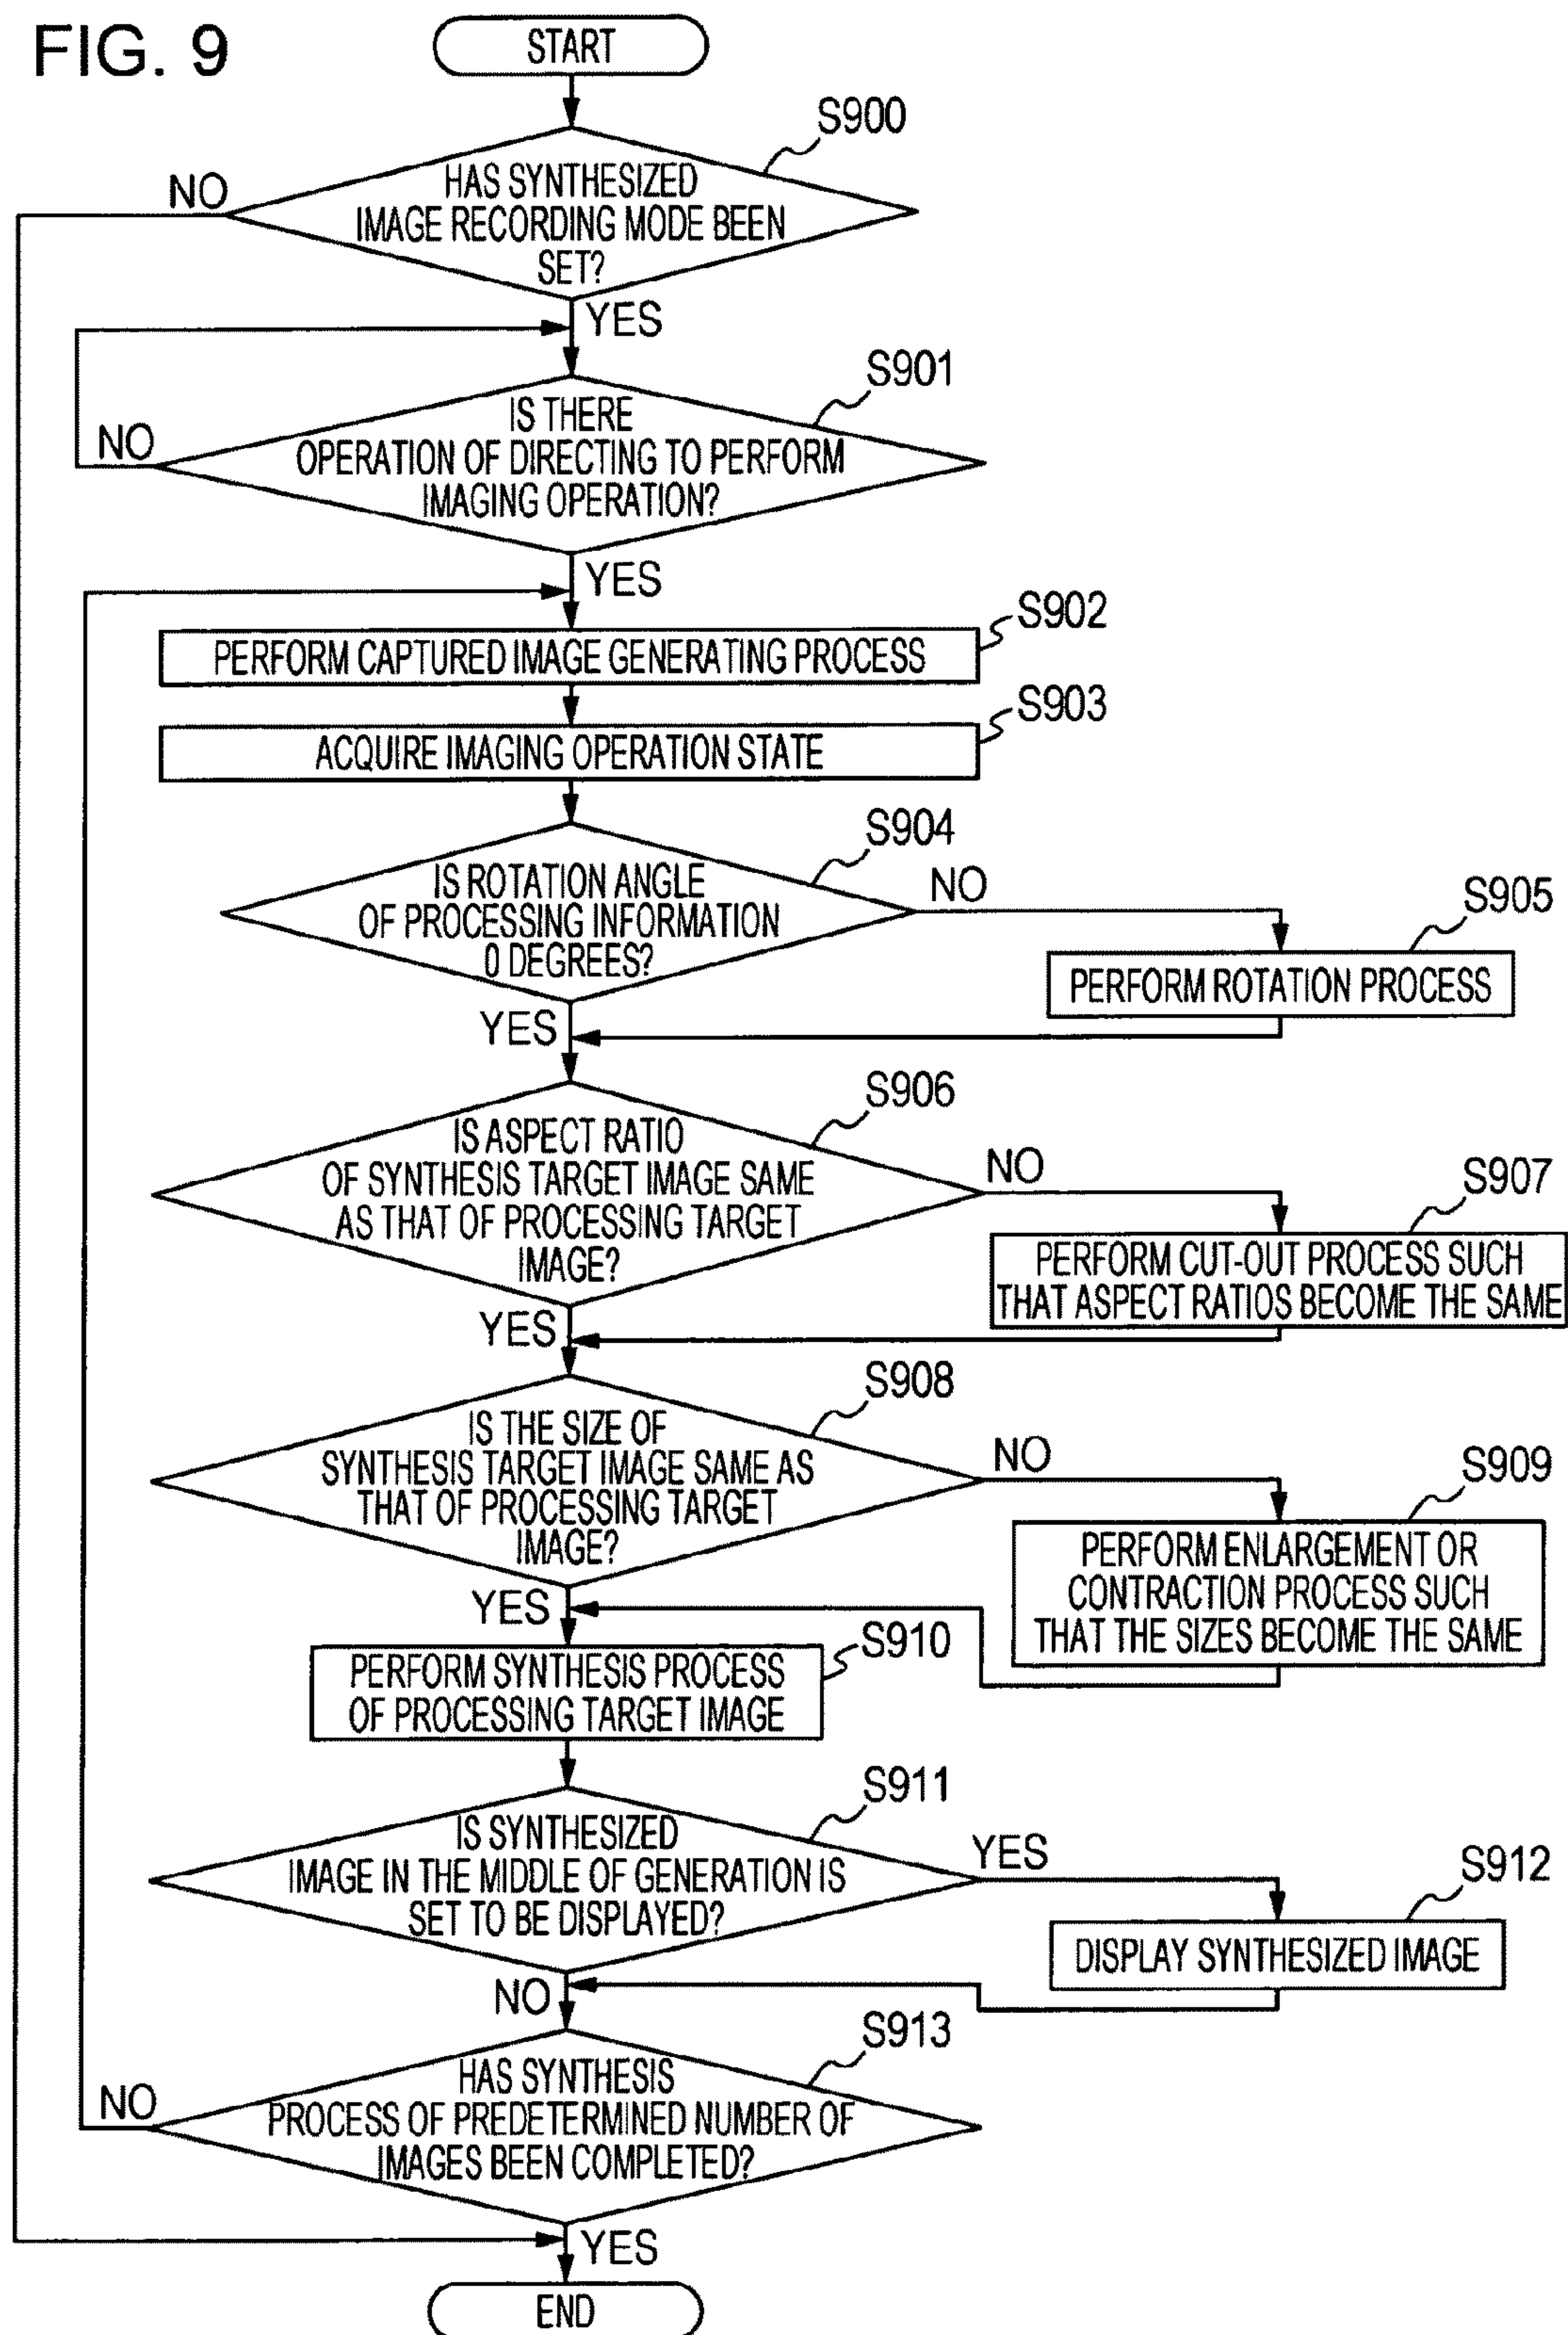 FIG. 9
START
S900
HAS SYNTHESIZED
IMAGE RECORDING MODE BEEN
SET?
NO
YES
S901
IS THERE
OPERATION OF DIRECTING TO PERFORM
IMAGING OPERATION?
NO
YES
S902
PERFORM CAPTURED IMAGE GENERATING PROCESS
S903
ACQUIRE IMAGING OPERATION STATE
S904
IS ROTATION ANGLE
OF PROCESSING INFORMATION
0 DEGREES?
NO
S905
PERFORM ROTATION PROCESS
YES
S906
IS ASPECT RATIO
OF SYNTHESIS TARGET IMAGE SAME
AS THAT OF PROCESSING TARGET
IMAGE?
NO
S907
PERFORM CUT-OUT PROCESS SUCH
THAT ASPECT RATIOS BECOME THE SAME
YES
S908
IS THE SIZE OF
SYNTHESIS TARGET IMAGE SAME AS
THAT OF PROCESSING TARGET
IMAGE?
NO
S909
PERFORM ENLARGEMENT OR
CONTRACTION PROCESS SUCH
THAT THE SIZES BECOME THE SAME
YES
S910
PERFORM SYNTHESIS PROCESS
OF PROCESSING TARGET IMAGE
S911
IS SYNTHESIZED
IMAGE IN THE MIDDLE OF GENERATION IS
SET TO BE DISPLAYED?
YES
S912
DISPLAY SYNTHESIZED IMAGE
NO
S913
HAS SYNTHESIS
PROCESS OF PREDETERMINED NUMBER OF
IMAGES BEEN COMPLETED?
NO
YES
END